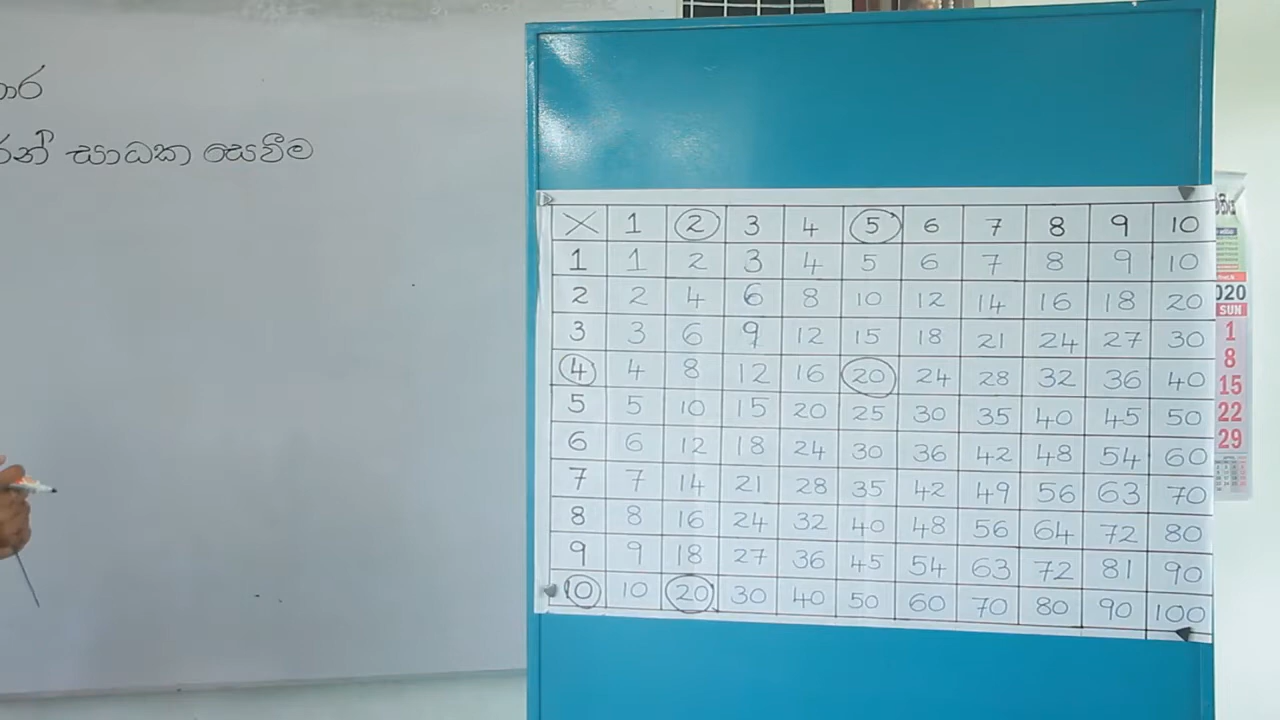 රන් සාධක සෙවීම
X 1 2 3 4 5 6 7 8 9 10
1 1 2 3 4 5 6 7 8 9 10
2 2 4 6 8 10 12 14 16 18 20
3 3 6 9 12 15 18 21 24 27 30
4 4 8 12 16 20 24 28 32 36 40
5 5 10 15 20 25 30 35 40 45 50
6 6 12 18 24 30 36 42 48 54 60
7 7 14 21 28 35 42 49 56 63 70
8 8 16 24 32 40 48 56 64 72 80
9 9 18 27 36 45 54 63 72 81 90
10 10 20 30 40 50 60 70 80 90 100
020
SUN
1
8
15
22
29